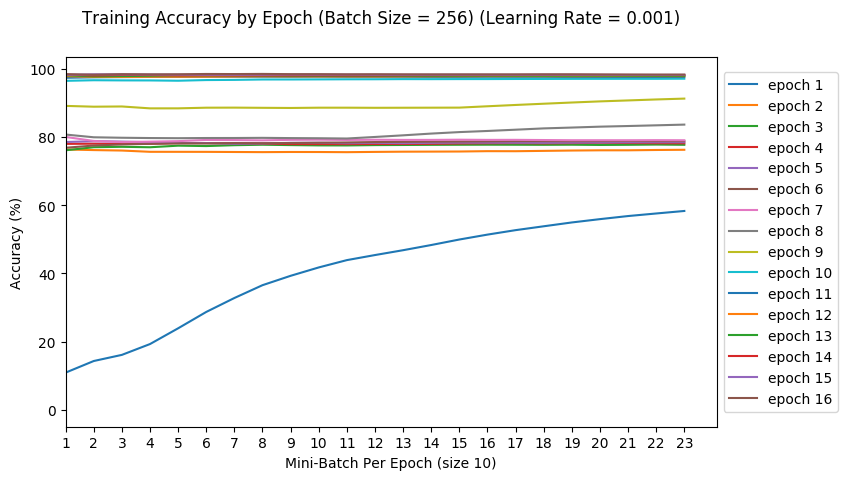 Training Accuracy by Epoch (Batch Size = 256) (Learning Rate = 0.001)
100
80
60
40
20
0
Accuracy (%)
1 2 3 4 5 6 7 8 9 10 11 12 13 14 15 16 17 18 19 20 21 22 23
Mini-Batch Per Epoch (size 10)
epoch 1
epoch 2
epoch 3
epoch 4
epoch 5
epoch 6
epoch 7
epoch 8
epoch 9
epoch 10
epoch 11
epoch 12
epoch 13
epoch 14
epoch 15
epoch 16